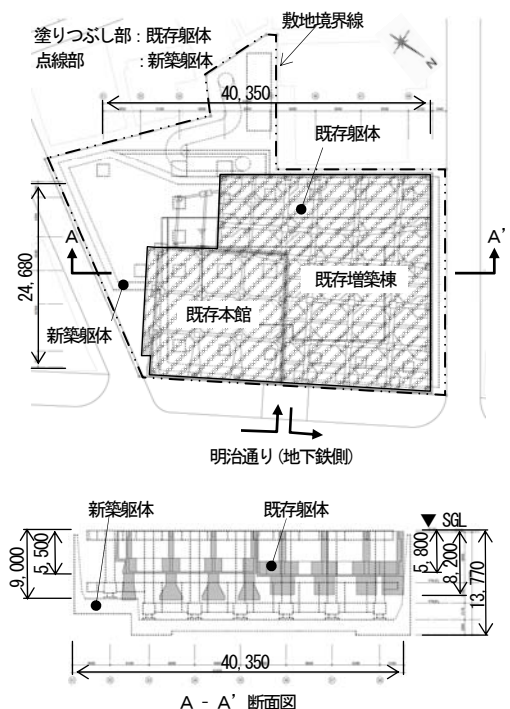 塗りつぶし部：既存躯体
点線部　　　：新築躯体
敷地境界線
N
40,350
既存躯体
A
A'
24,680
既存増築棟
既存本館
新築躯体
明治通り（地下鉄側）
新築躯体
既存躯体
▼ SGL
9,000
5,500
5,800
8,200
13,770
40,350
A - A' 断面図